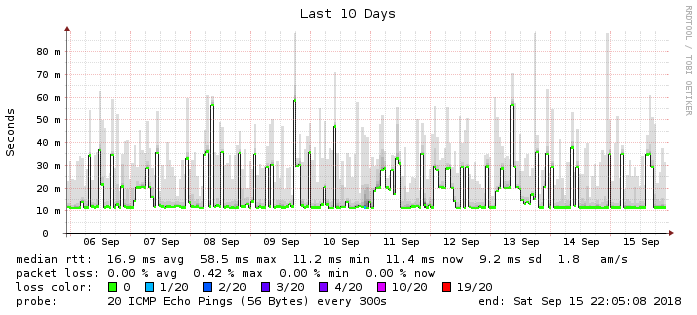 Last 10 Days
RRDTOOL / TOBI OETIKER
Seconds
80 m
70 m
60 m
50 m
40 m
30 m
20 m
10 m
0
06 Sep 07 Sep 08 Sep 09 Sep 10 Sep 11 Sep 12 Sep 13 Sep 14 Sep 15 Sep
median rtt: 16.9 ms avg 58.5 ms max 11.2 ms min 11.4 ms now 9.2 ms sd 1.8 am/s
packet loss: 0.00 % avg 0.42 % max 0.00 % min 0.00 % now
loss color: 0 1/20 2/20 3/20 4/20 10/20 19/20
probe: 20 ICMP Echo Pings (56 Bytes) every 300s end: Sat Sep 15 22:05:08 2018